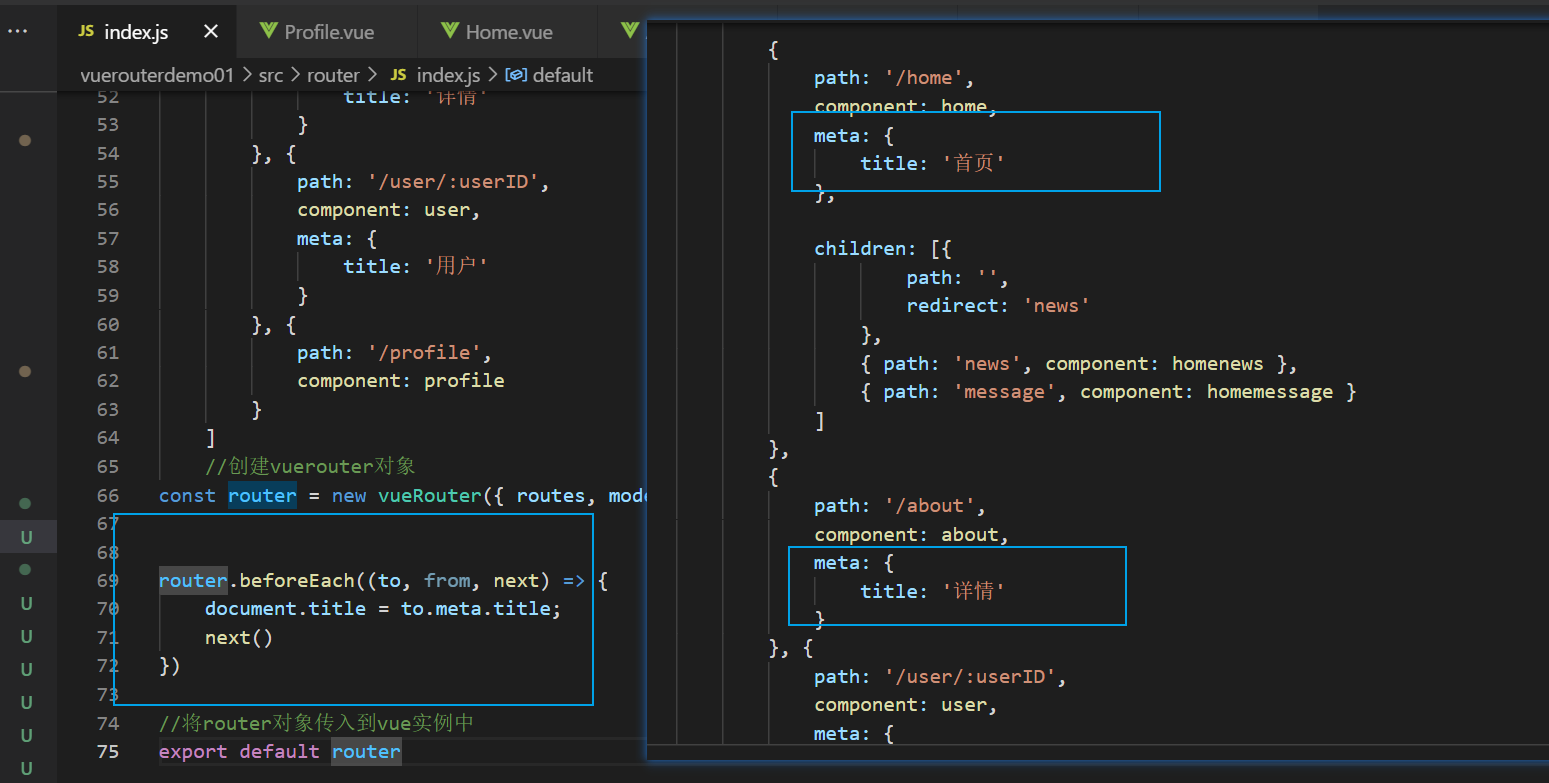 JS index.js ×
Profile.vue
Home.vue
vuerouterdemo01 > src > router > JS index.js > default
52 title: '详情'
53 }
54 }, {
55 path: '/user/:userID',
56 component: user,
57 meta: {
58 title: '用户'
59 }
60 }, {
61 path: '/profile',
62 component: profile
63 }
64 ]
65 //创建vuerouter对象
66 const router = new vueRouter({ routes, mode
67
68
69 router.beforeEach((to, from, next) => {
70 document.title = to.meta.title;
71 next()
72 })
73
74 //将router对象传入到vue实例中
75 export default router
U
U
U
U
U
U
U
{
path: '/home',
component: home,
meta: {
title: '首页'
},
children: [{
path: '',
redirect: 'news'
},
{ path: 'news', component: homenews },
{ path: 'message', component: homemessage }
]
},
{
path: '/about',
component: about,
meta: {
title: '详情'
}
}, {
path: '/user/:userID',
component: user,
meta: {